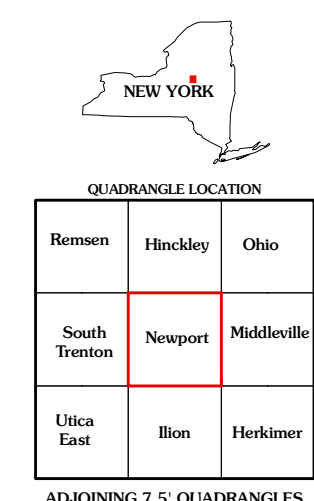 NEW YORK
QUADRANGLE LOCATION
Remsen
Hinckley
Ohio
South
Trenton
Newport
Middleville
Utica
East
Ilion
Herkimer
ADJOINING 7.5' QUADRANGLES